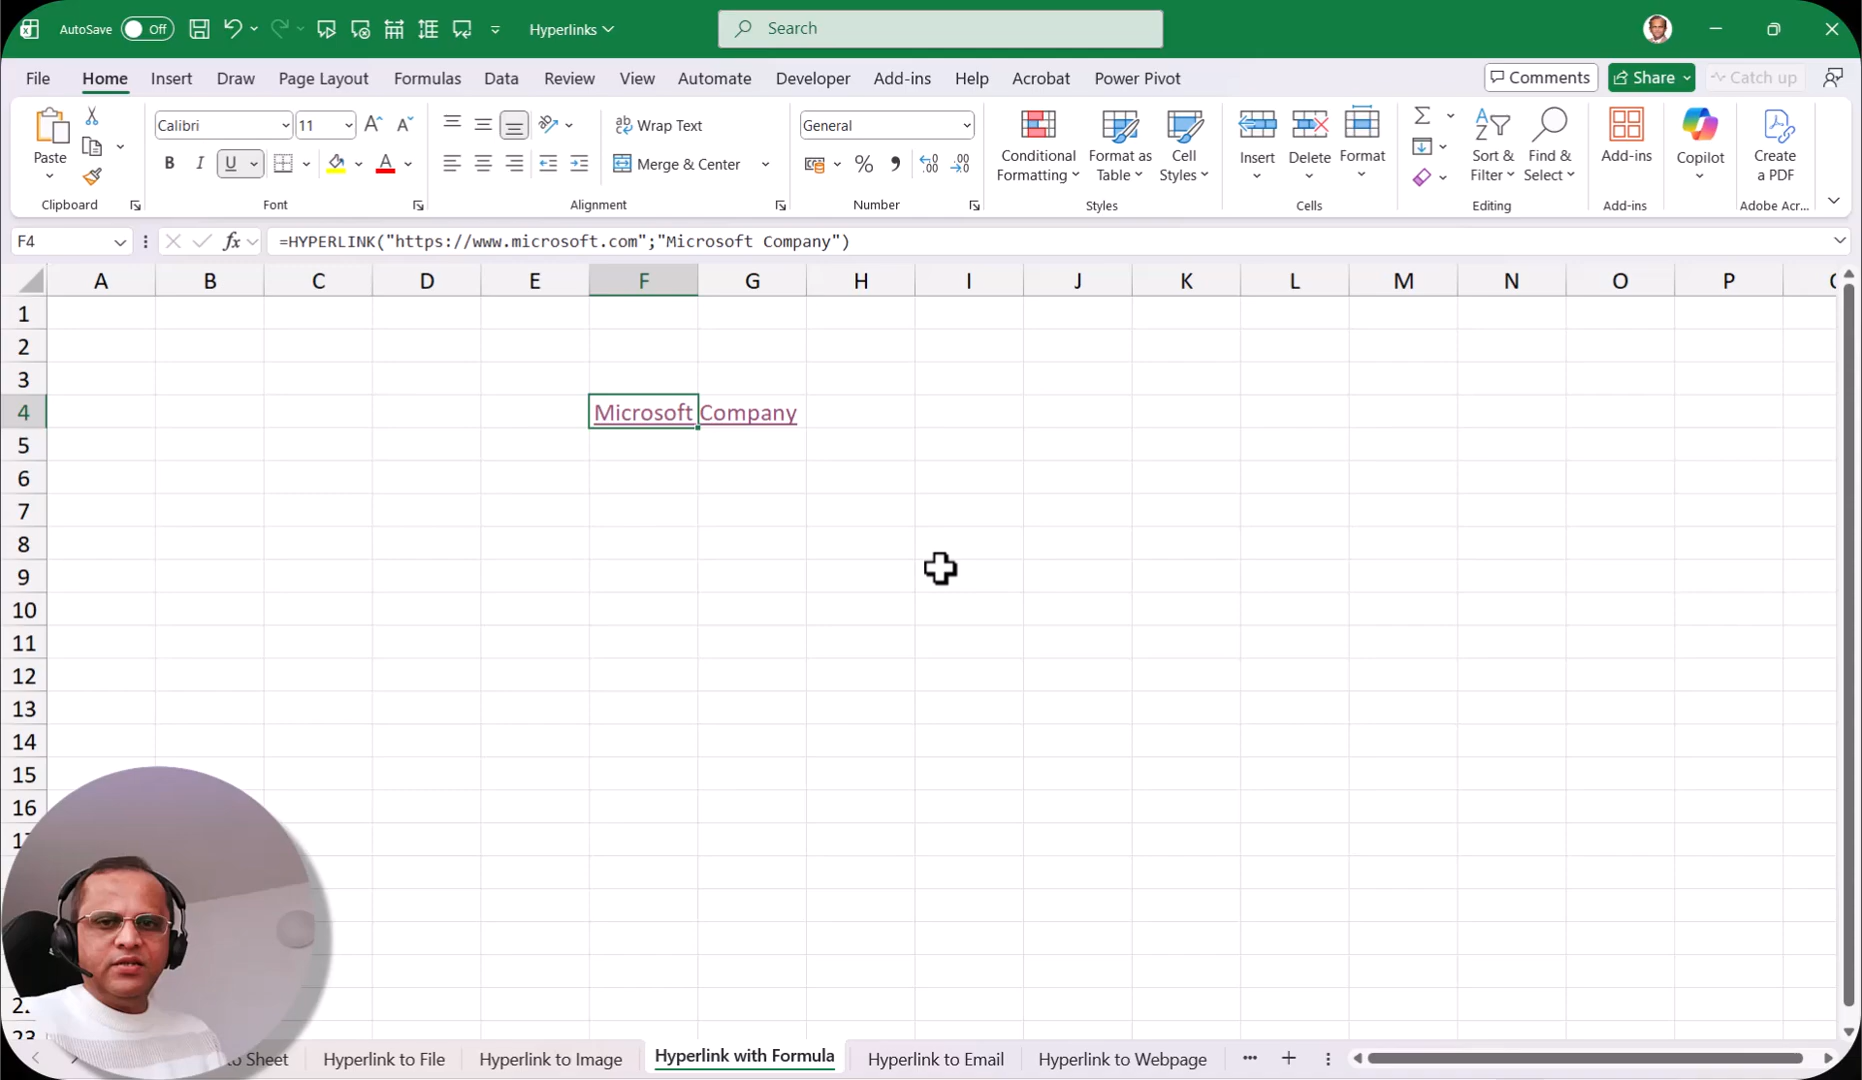 AutoSave Off Hyperlinks Search
File Home Insert Draw Page Layout Formulas Data Review View Automate Developer Add-ins Help Acrobat Power Pivot Comments Share Catch up
Calibri 11 Wrap Text General
Paste B I U Merge & Center % Conditional Formatting Format as Table Cell Styles Insert Delete Format Sort & Filter Find & Select Add-ins Copilot Create a PDF
Clipboard Font Alignment Number Styles Cells Editing Add-ins Adobe Acr...
F4 fx =HYPERLINK("https://www.microsoft.com";"Microsoft Company")
A B C D E F G H I J K L M N O P
1
2
3
4 Microsoft Company
5
6
7
8
9
10
11
12
13
14
15
16
23
to Sheet Hyperlink to File Hyperlink to Image Hyperlink with Formula Hyperlink to Email Hyperlink to Webpage